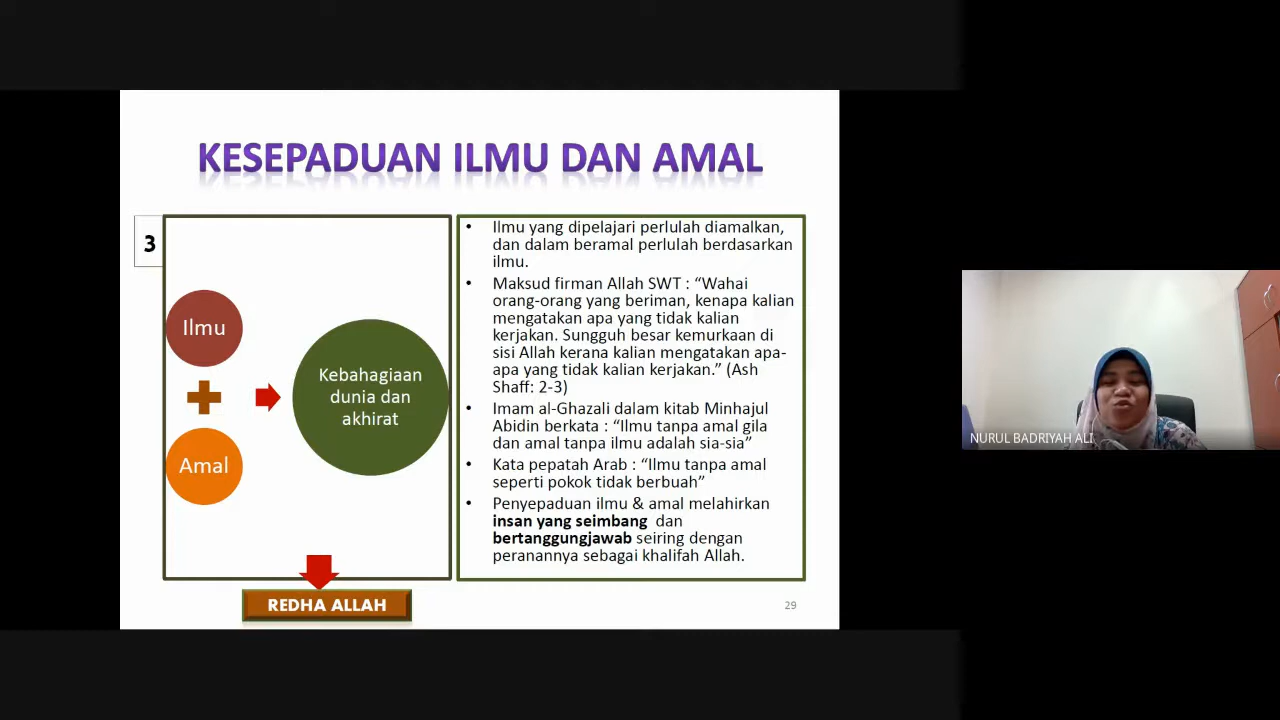 KESEPADUAN ILMU DAN AMAL
3
Ilmu
Amal
Kebahagiaan
dunia dan
akhirat
REDHA ALLAH
• Ilmu yang dipelajari perlulah diamalkan,
dan dalam beramal perlulah berdasarkan
ilmu.
• Maksud firman Allah SWT : “Wahai
orang-orang yang beriman, kenapa kalian
mengatakan apa yang tidak kalian
kerjakan. Sungguh besar kemurkaan di
sisi Allah kerana kalian mengatakan apa-
apa yang tidak kalian kerjakan.” (Ash
Shaff: 2-3)
• Imam al-Ghazali dalam kitab Minhajul
Abidin berkata : “Ilmu tanpa amal gila
dan amal tanpa ilmu adalah sia-sia”
• Kata pepatah Arab : “Ilmu tanpa amal
seperti pokok tidak berbuah”
• Penyepaduan ilmu & amal melahirkan
insan yang seimbang dan
bertanggungjawab seiring dengan
peranannya sebagai khalifah Allah.
29
NURUL BADRIYAH ALI